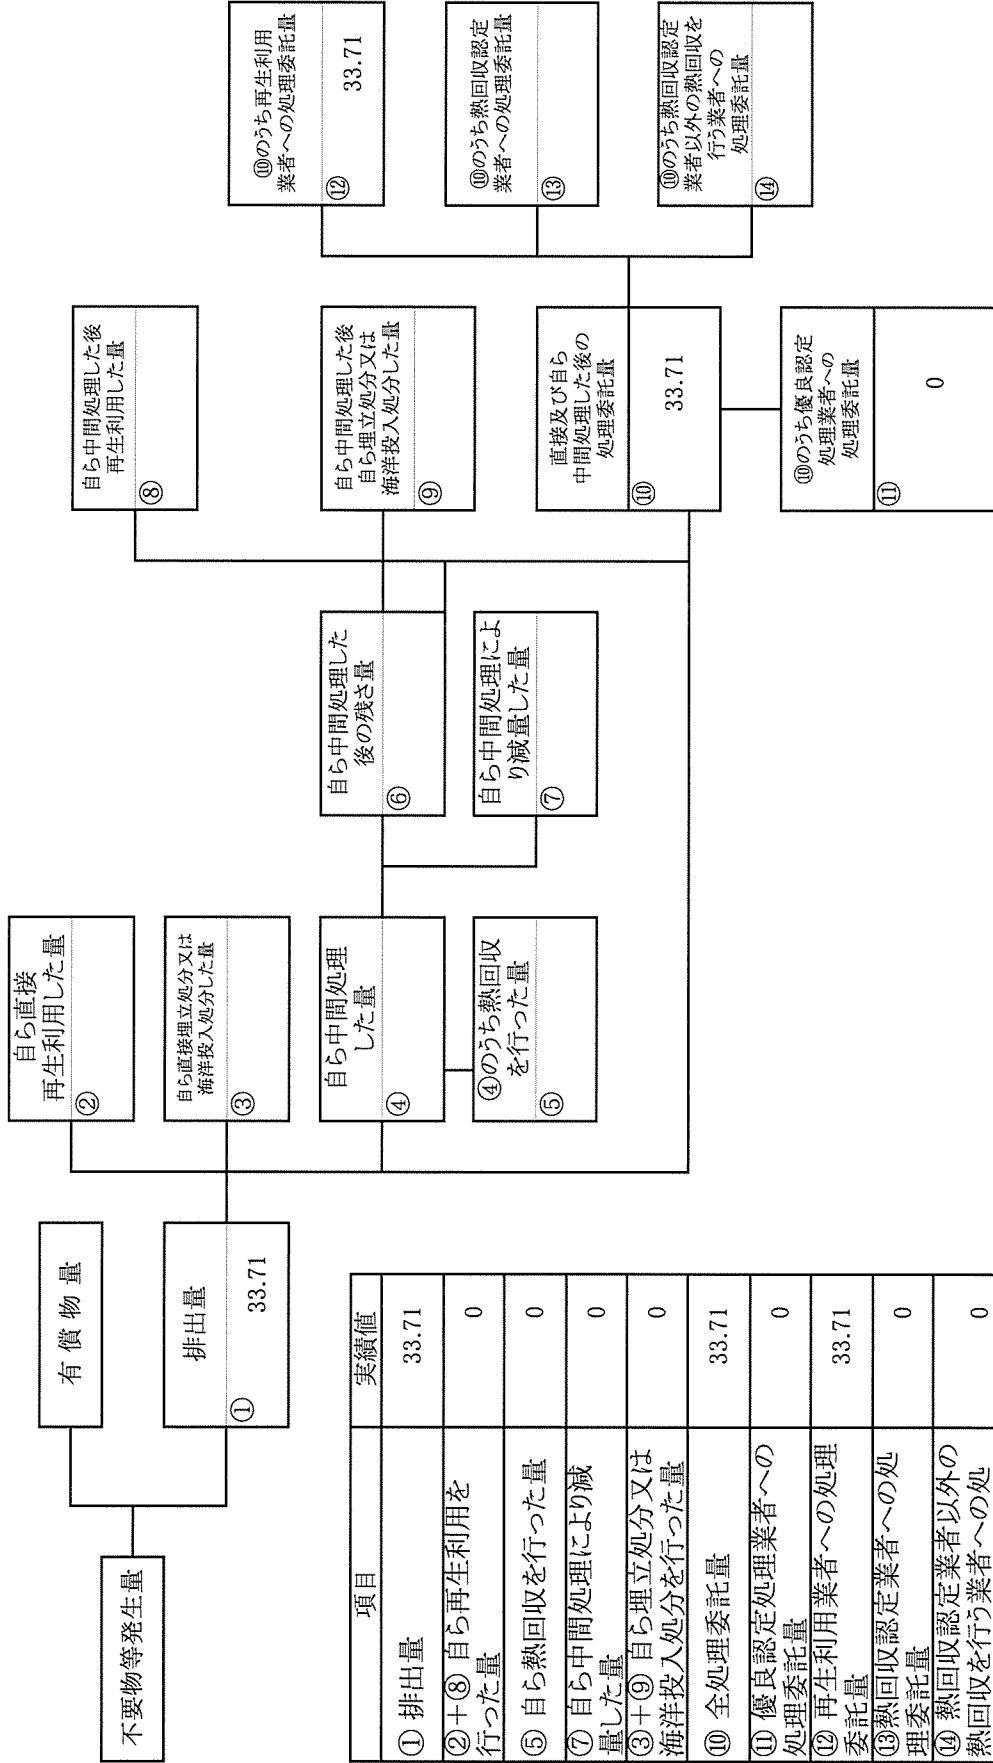 不要物等発生量
有償物量
排出量
①
33.71
自ら直接
再生利用した量
②
自ら直接埋立処分又は
海洋投入処分した量
③
自ら中間処理
した量
④
④のうち熱回収
を行った量
⑤
自ら中間処理した
後の残さ量
⑥
自ら中間処理によ
り減量した量
⑦
自ら中間処理した後
再生利用した量
⑧
自ら中間処理した後
自ら埋立処分又は
海洋投入処分した量
⑨
直接及び自ら
中間処理した後の
処理委託量
⑩
33.71
⑩のうち優良認定
処理業者への
処理委託量
⑪
0
⑩のうち再生利用
業者への処理委託量
⑫
33.71
⑩のうち熱回収認定
業者への処理委託量
⑬
⑩のうち熱回収認定
業者以外の熱回収を
行う業者への
処理委託量
⑭
項目 実績値
① 排出量 33.71
②+⑧ 自ら再生利用を
行った量 0
⑤ 自ら熱回収を行った量 0
⑦ 自ら中間処理により減
量した量 0
③+⑨ 自ら埋立処分又は
海洋投入処分を行った量 0
⑩ 全処理委託量 33.71
⑪ 優良認定処理業者への
処理委託量 0
⑫ 再生利用業者への処理
委託量 33.71
⑬熱回収認定業者への処
理委託量 0
⑭ 熱回収認定業者以外の
熱回収を行う業者への処 0